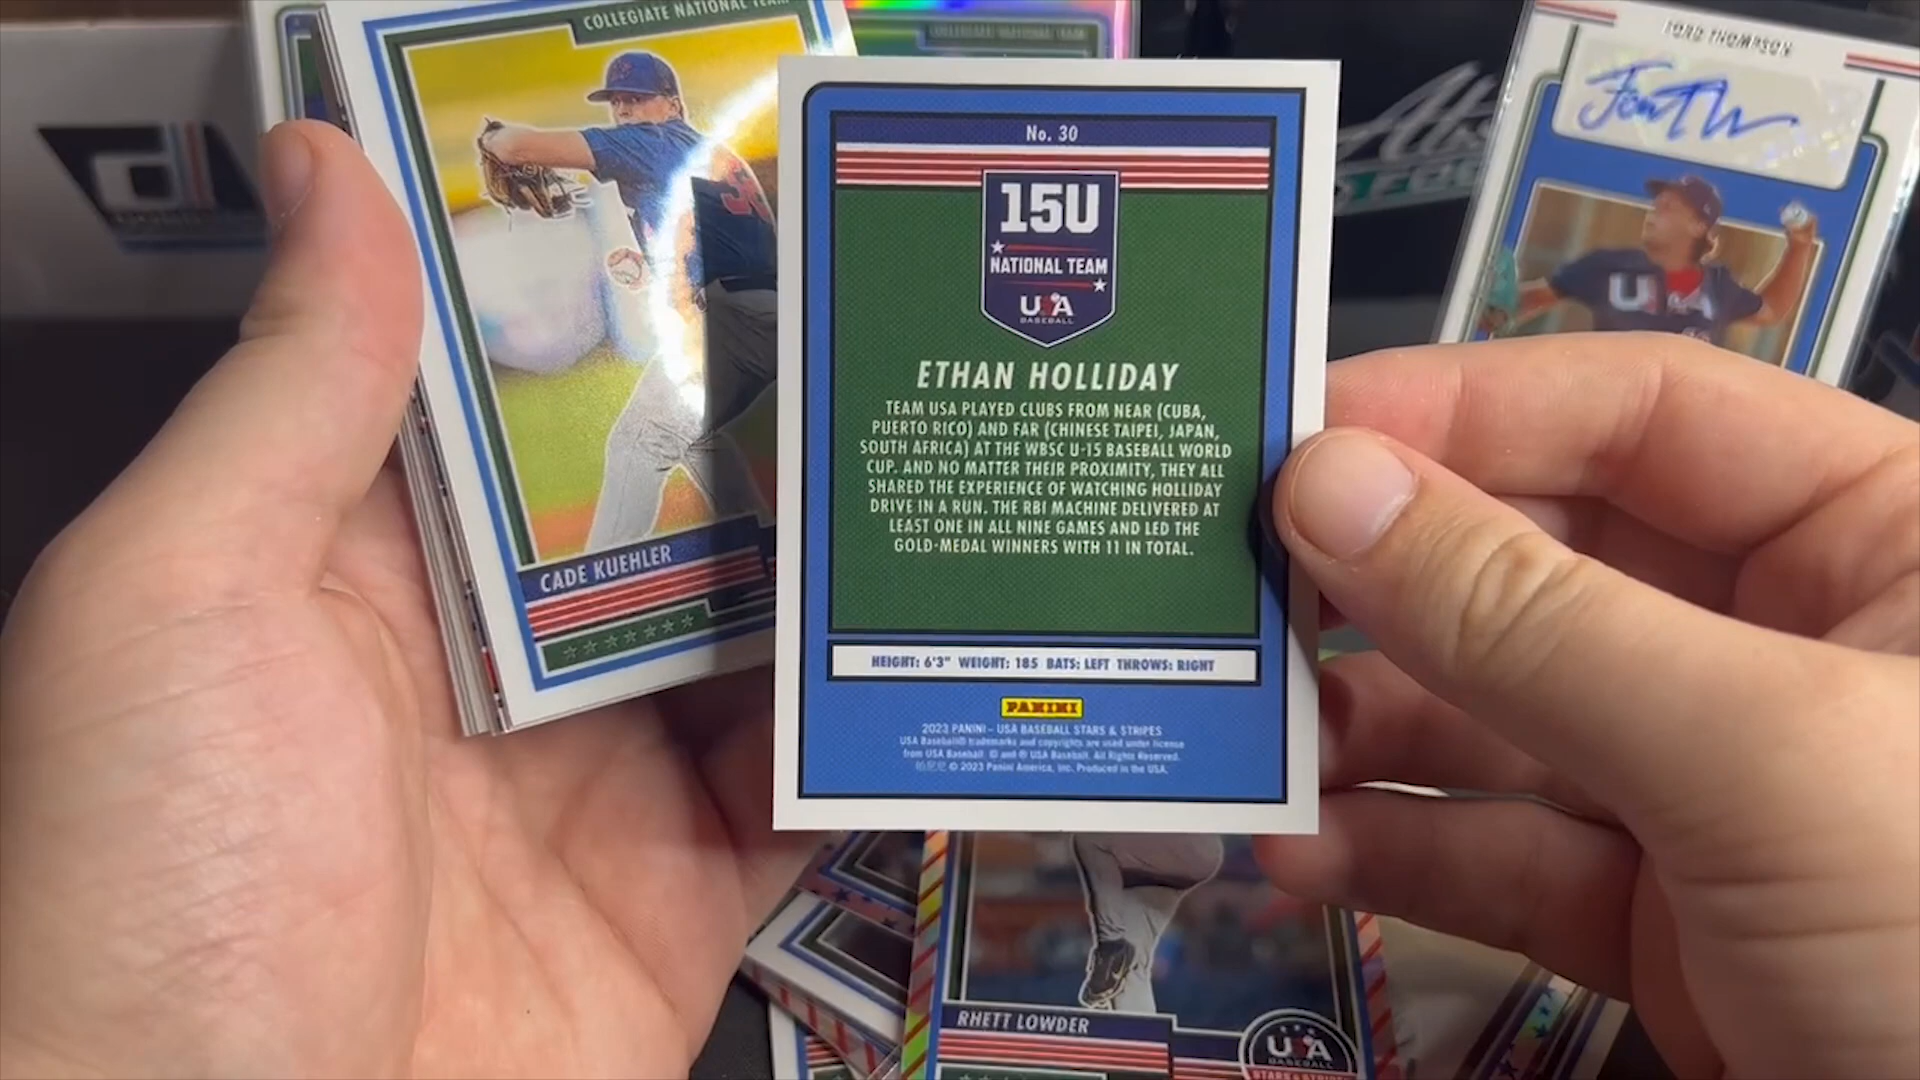 COLLEGIATE NATIONAL TEAM
CADE KUEHLER
No. 30
15U
NATIONAL TEAM
USA
BASEBALL
ETHAN HOLLIDAY
TEAM USA PLAYED CLUBS FROM NEAR (CUBA,
PUERTO RICO) AND FAR (CHINESE TAIPEI, JAPAN,
SOUTH AFRICA) AT THE WBSC U-15 BASEBALL WORLD
CUP. AND NO MATTER THEIR PROXIMITY, THEY ALL
SHARED THE EXPERIENCE OF WATCHING HOLLIDAY
DRIVE IN A RUN. THE RBI MACHINE DELIVERED AT
LEAST ONE IN ALL NINE GAMES AND LED THE
GOLD-MEDAL WINNERS WITH 11 IN TOTAL.
HEIGHT: 6'3" WEIGHT: 185 BATS: LEFT THROWS: RIGHT
PANINI
2023 PANINI – USA BASEBALL STARS & STRIPES
USA Baseball® trademarks and copyrights are used under license
from USA Baseball. © and ® USA Baseball. All Rights Reserved.
© 2023 Panini America, Inc. Produced in the USA.
FORD THOMPSON
USA
RHETT LOWDER
USA
BASEBALL
STARS & STRIPES